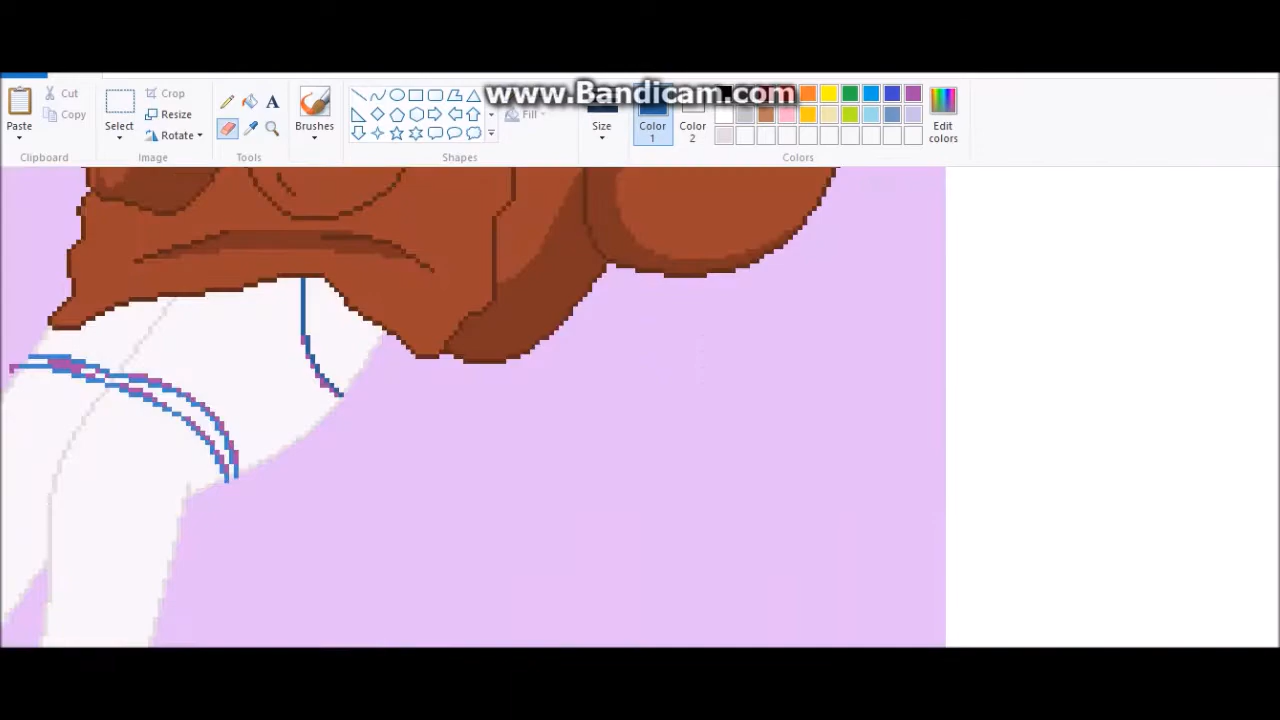 www.Bandicam.com
Cut
Copy
Paste
Clipboard
Select
Crop
Resize
Rotate
Image
A
Tools
Brushes
Fill
Shapes
Size
Color
1
Color
2
Edit
colors
Colors